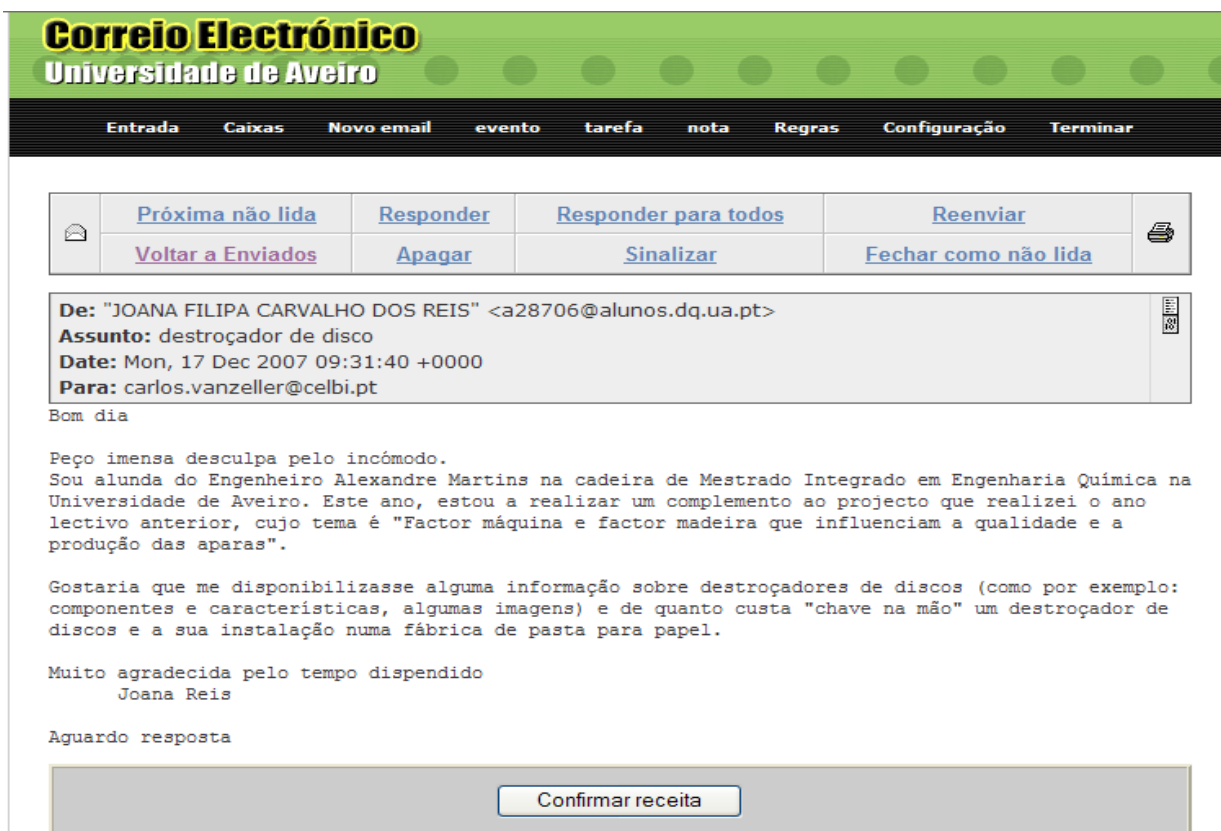 Correio Electrónico
Universidade de Aveiro
Entrada Caixas Novo email evento tarefa nota Regras Configuração Terminar
Próxima não lida Responder Responder para todos Reenviar
Voltar a Enviados Apagar Sinalizar Fechar como não lida
De: "JOANA FILIPA CARVALHO DOS REIS" <a28706@alunos.dq.ua.pt>
Assunto: destroçador de disco
Date: Mon, 17 Dec 2007 09:31:40 +0000
Para: carlos.vanzeller@celbi.pt
Bom dia
Peço imensa desculpa pelo incómodo.
Sou alunda do Engenheiro Alexandre Martins na cadeira de Mestrado Integrado em Engenharia Química na
Universidade de Aveiro. Este ano, estou a realizar um complemento ao projecto que realizei o ano
lectivo anterior, cujo tema é "Factor máquina e factor madeira que influenciam a qualidade e a
produção das aparas".
Gostaria que me disponibilizasse alguma informação sobre destroçadores de discos (como por exemplo:
componentes e características, algumas imagens) e de quanto custa "chave na mão" um destroçador de
discos e a sua instalação numa fábrica de pasta para papel.
Muito agradecida pelo tempo dispendido
Joana Reis
Aguardo resposta
Confirmar receita